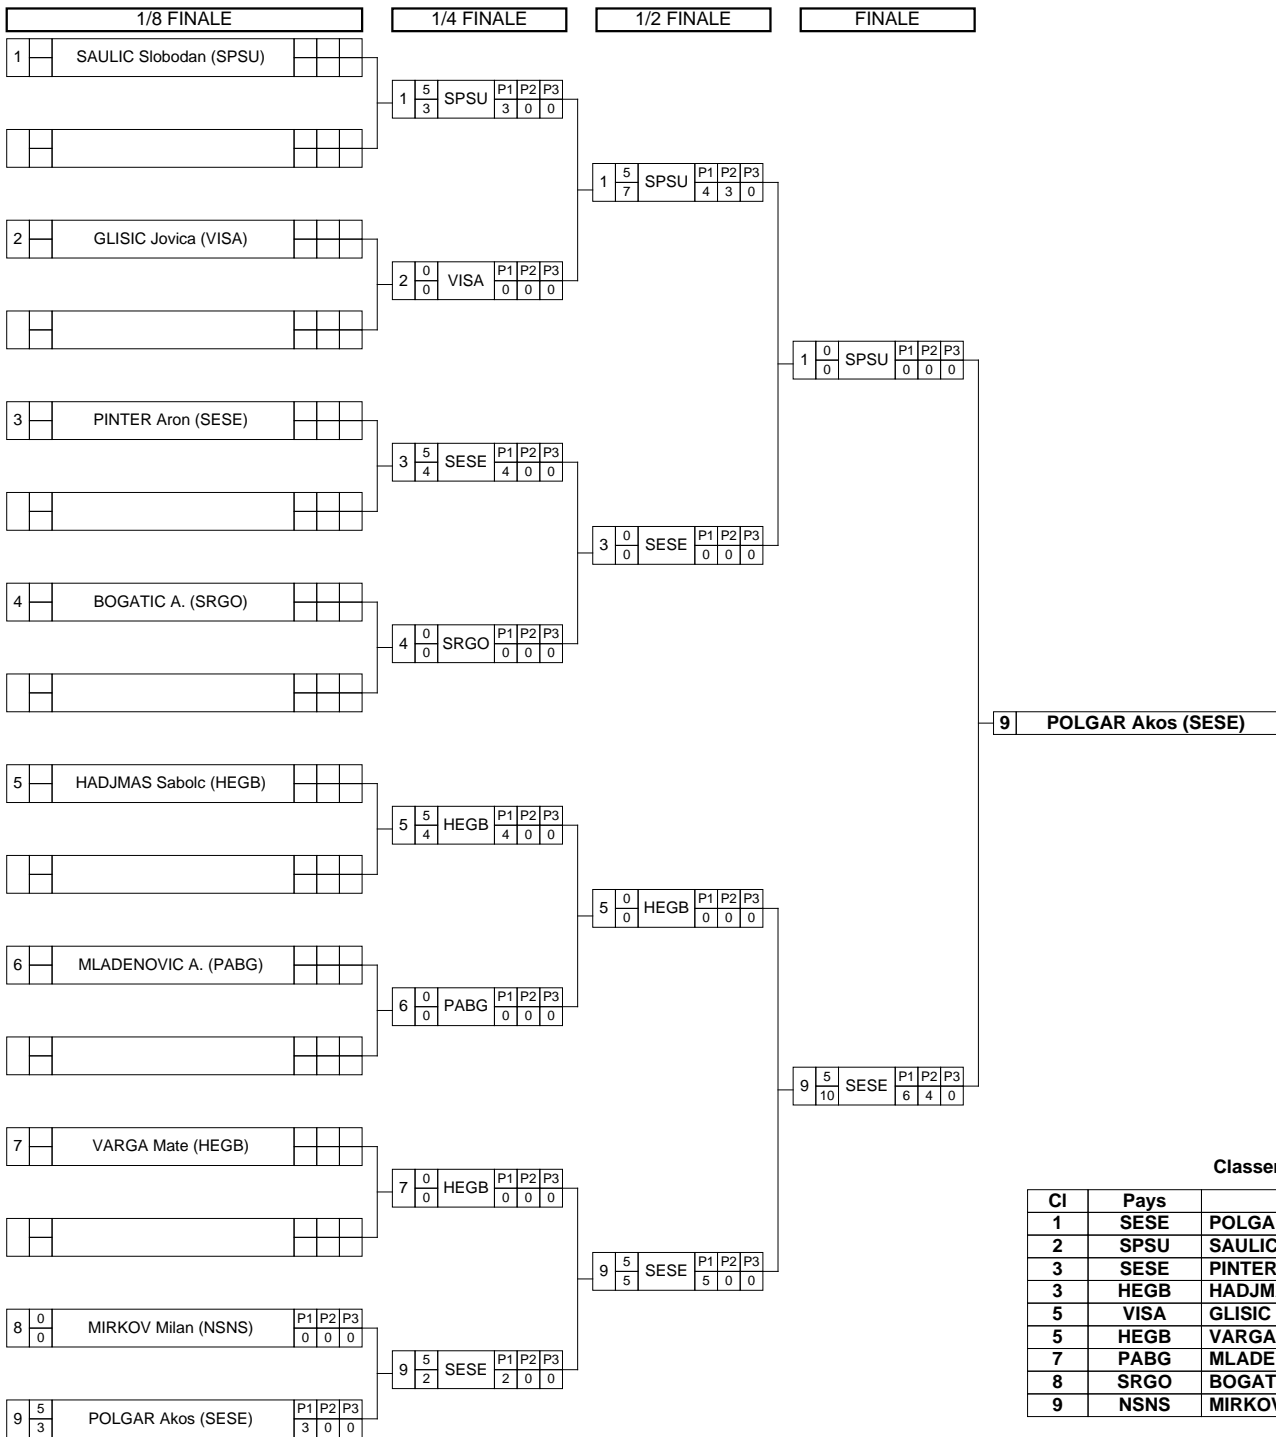 1/8 FINALE 1/4 FINALE 1/2 FINALE FINALE
1 SAULIC Slobodan (SPSU)
1 5 3 SPSU P1 P2 P3 3 0 0
1 5 7 SPSU P1 P2 P3 4 3 0
2 GLISIC Jovica (VISA)
2 0 0 VISA P1 P2 P3 0 0 0
1 0 0 SPSU P1 P2 P3 0 0 0
3 PINTER Aron (SESE)
3 5 4 SESE P1 P2 P3 4 0 0
3 0 0 SESE P1 P2 P3 0 0 0
4 BOGATIC A. (SRGO)
4 0 0 SRGO P1 P2 P3 0 0 0
9 POLGAR Akos (SESE)
5 HADJMAS Sabolc (HEGB)
5 5 4 HEGB P1 P2 P3 4 0 0
5 0 0 HEGB P1 P2 P3 0 0 0
6 MLADENOVIC A. (PABG)
6 0 0 PABG P1 P2 P3 0 0 0
9 5 10 SESE P1 P2 P3 6 4 0
7 VARGA Mate (HEGB)
7 0 0 HEGB P1 P2 P3 0 0 0
9 5 5 SESE P1 P2 P3 5 0 0
8 0 0 MIRKOV Milan (NSNS) P1 P2 P3 0 0 0
9 5 2 SESE P1 P2 P3 2 0 0
9 5 3 POLGAR Akos (SESE) P1 P2 P3 3 0 0
Classe
Cl Pays
1 SESE POLGA
2 SPSU SAULIC
3 SESE PINTER
3 HEGB HADJM
5 VISA GLISIC
5 HEGB VARGA
7 PABG MLADE
8 SRGO BOGAT
9 NSNS MIRKOV